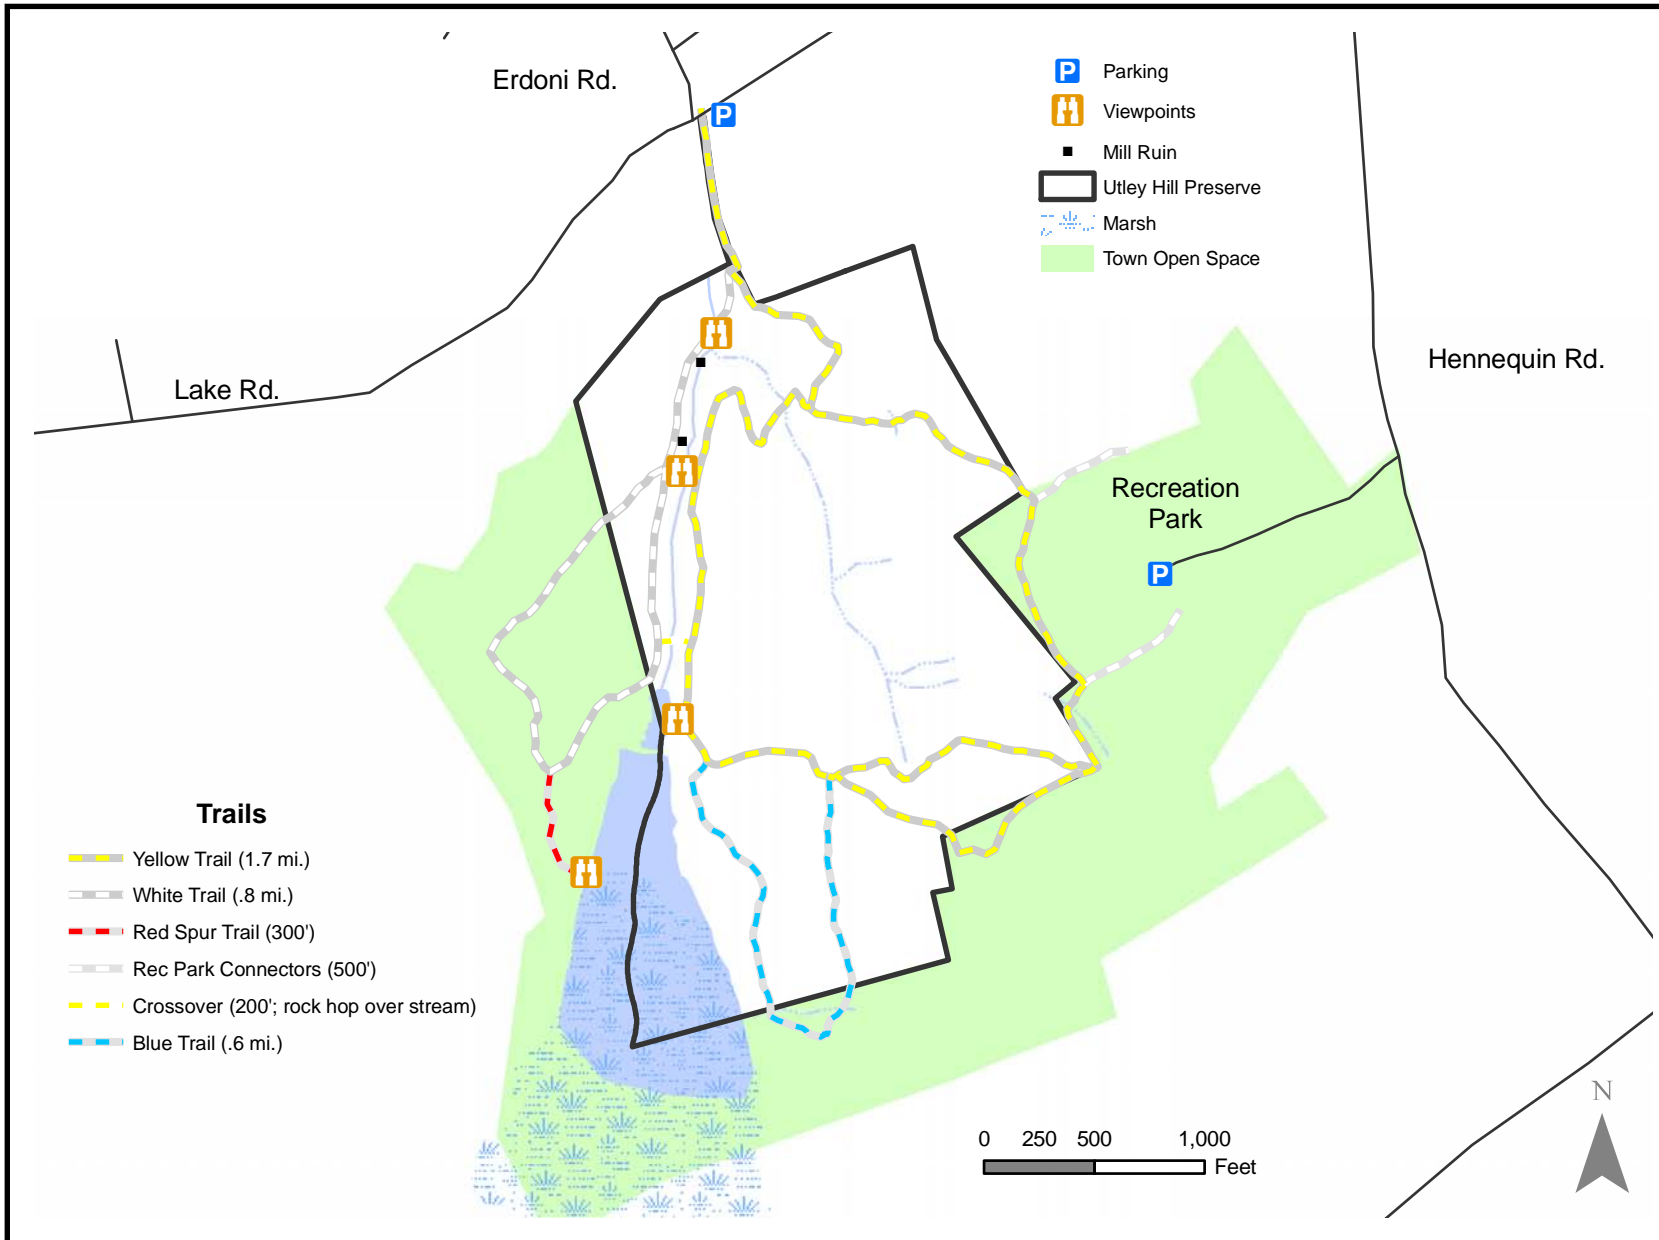 Erdoni Rd.
P
P Parking
Viewpoints
Mill Ruin
Utley Hill Preserve
Marsh
Town Open Space
Lake Rd.
Hennequin Rd.
Recreation
Park
P
Trails
Yellow Trail (1.7 mi.)
White Trail (.8 mi.)
Red Spur Trail (300')
Rec Park Connectors (500')
Crossover (200'; rock hop over stream)
Blue Trail (.6 mi.)
N
0 250 500 1,000
Feet